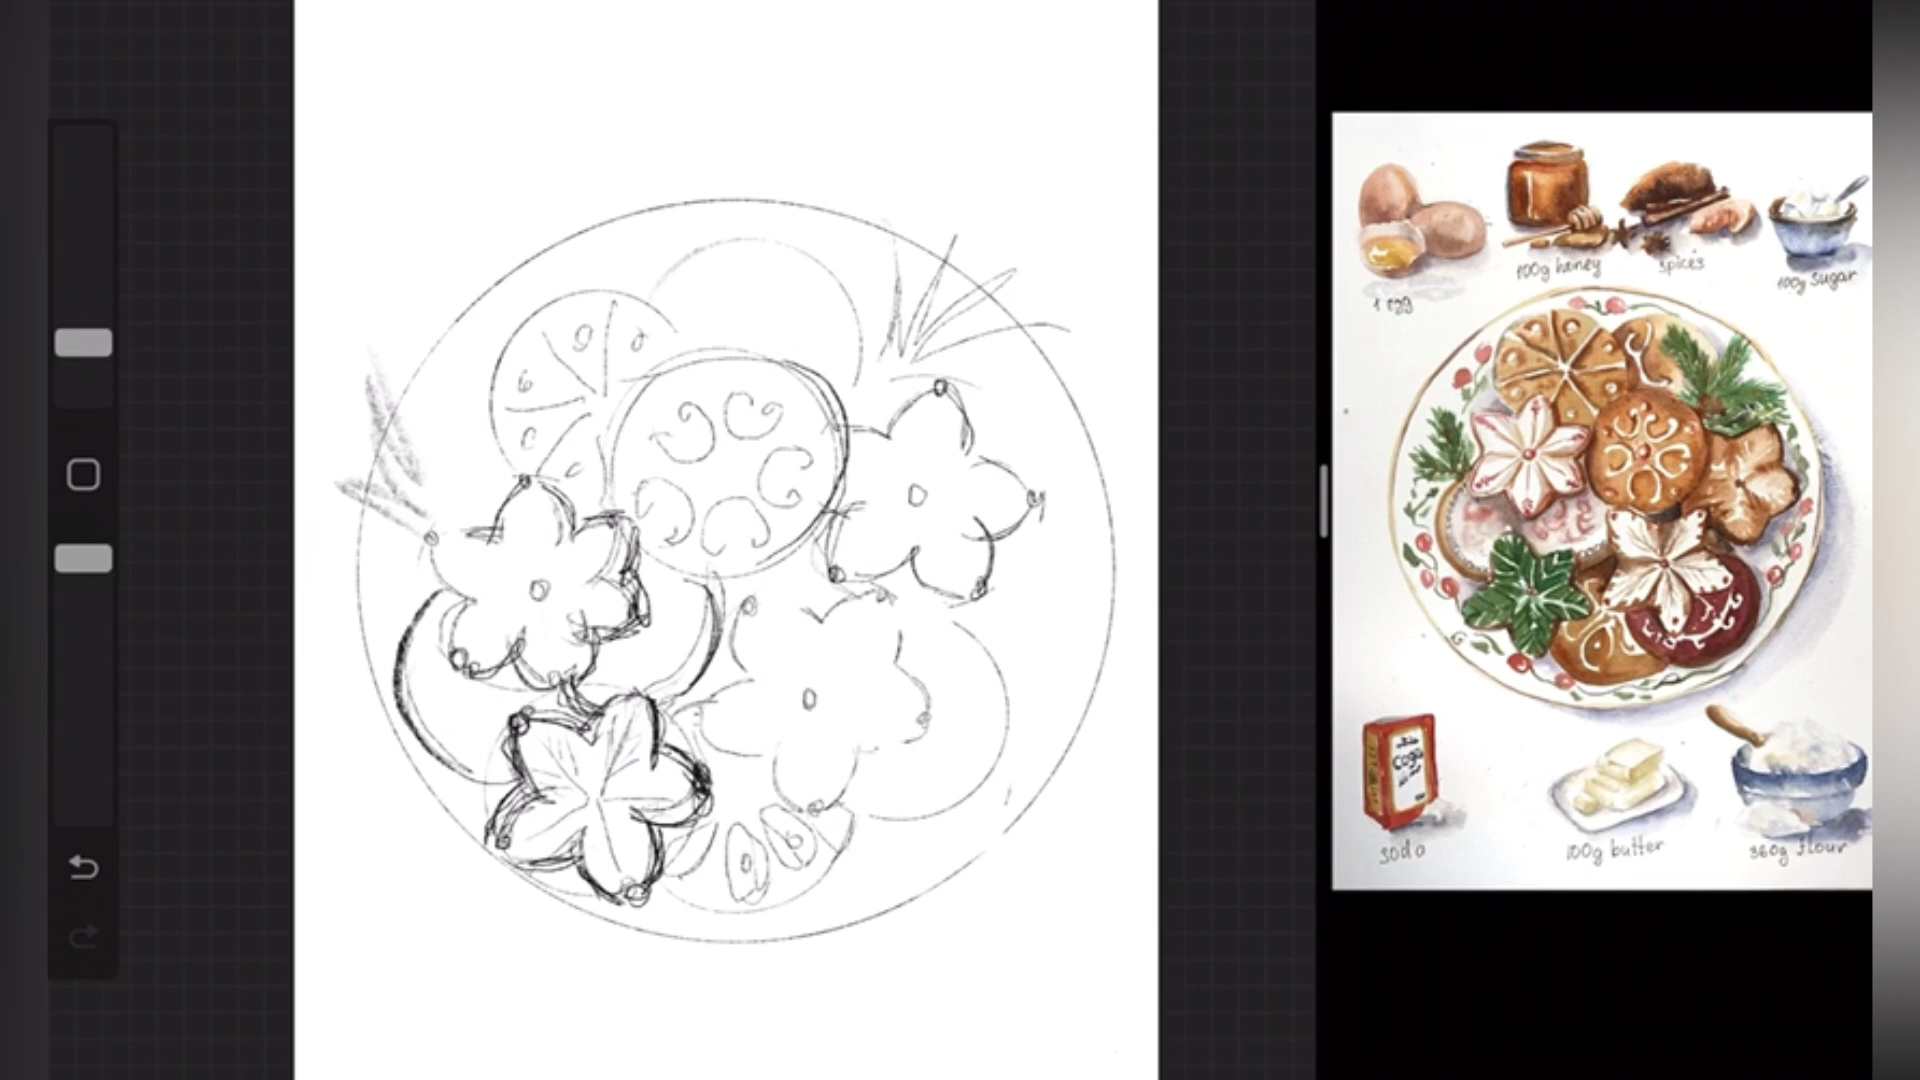 1 egg
100g honey
spices
100g sugar
soda
100g butter
360g flour